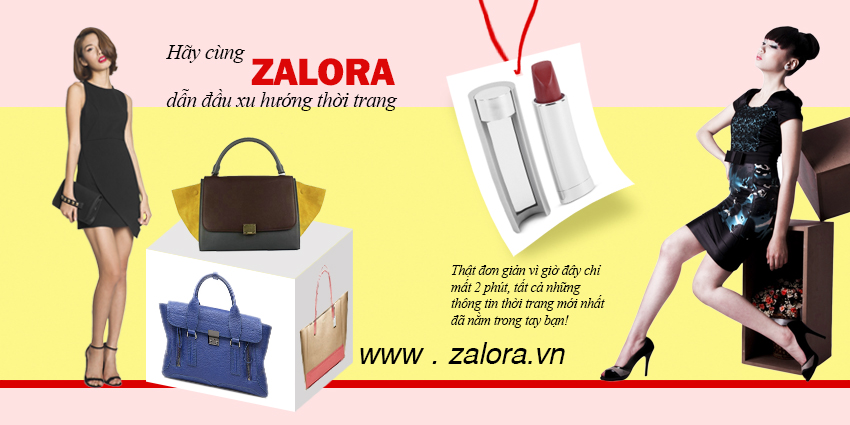 Hãy cùng
ZALORA
dẫn đầu xu hướng thời trang
Thật đơn giản vì giờ đây chỉ
mất 2 phút, tất cả những
thông tin thời trang mới nhất
đã nằm trong tay bạn!
www . zalora.vn